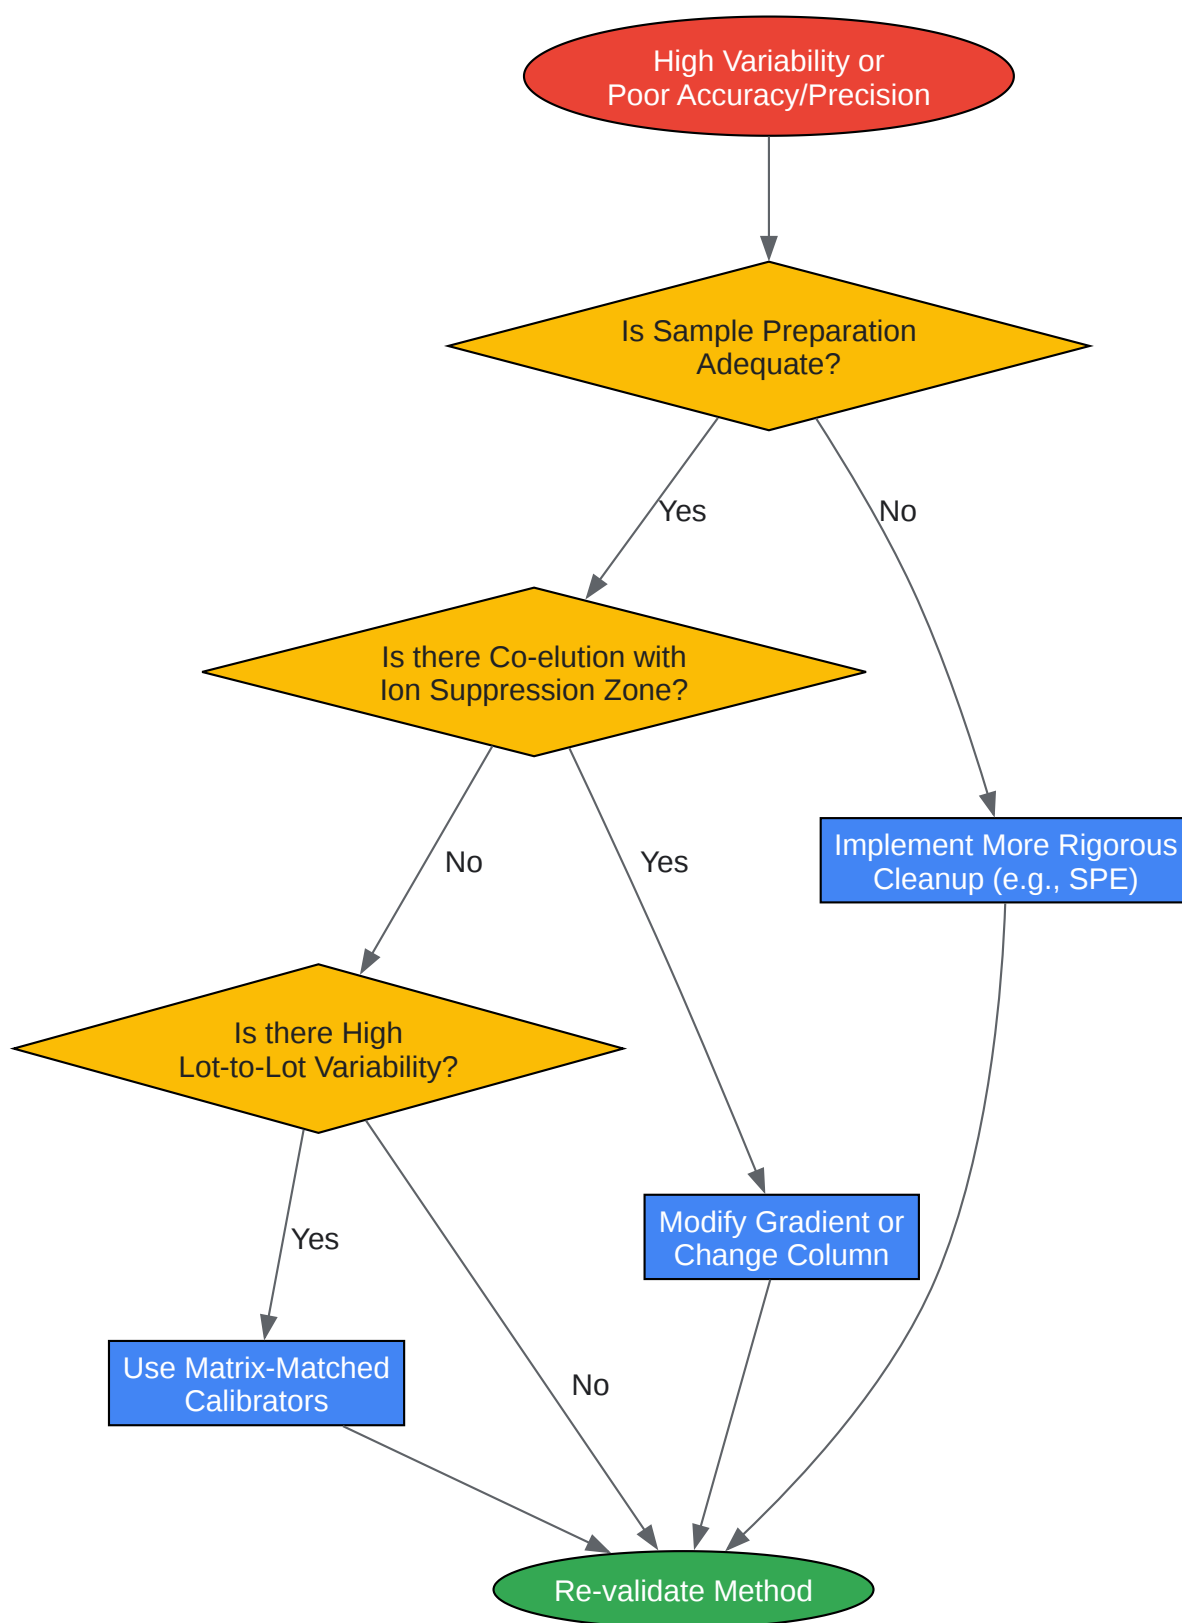 High Variability or
Poor Accuracy/Precision
Is Sample Preparation
Adequate?
Yes
No
Is there Co-elution with
Ion Suppression Zone?
No
Yes
Implement More Rigorous
Cleanup (e.g., SPE)
Is there High
Lot-to-Lot Variability?
Yes
No
Modify Gradient or
Change Column
Use Matrix-Matched
Calibrators
Re-validate Method